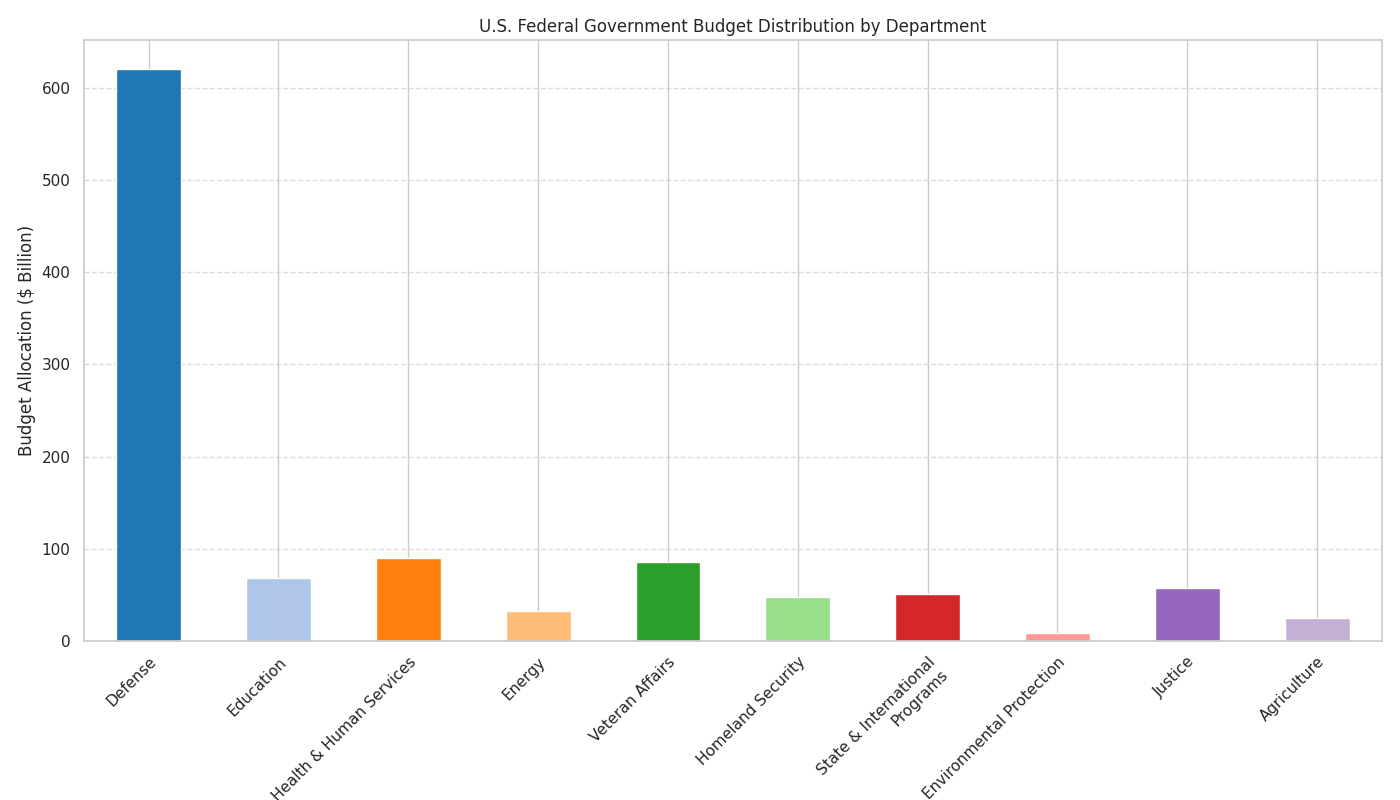 U.S. Federal Government Budget Distribution by Department
Budget Allocation ($ Billion)
600
500
400
300
200
100
0
Defense
Education
Health & Human Services
Energy
Veteran Affairs
Homeland Security
State & International
Programs
Environmental Protection
Justice
Agriculture